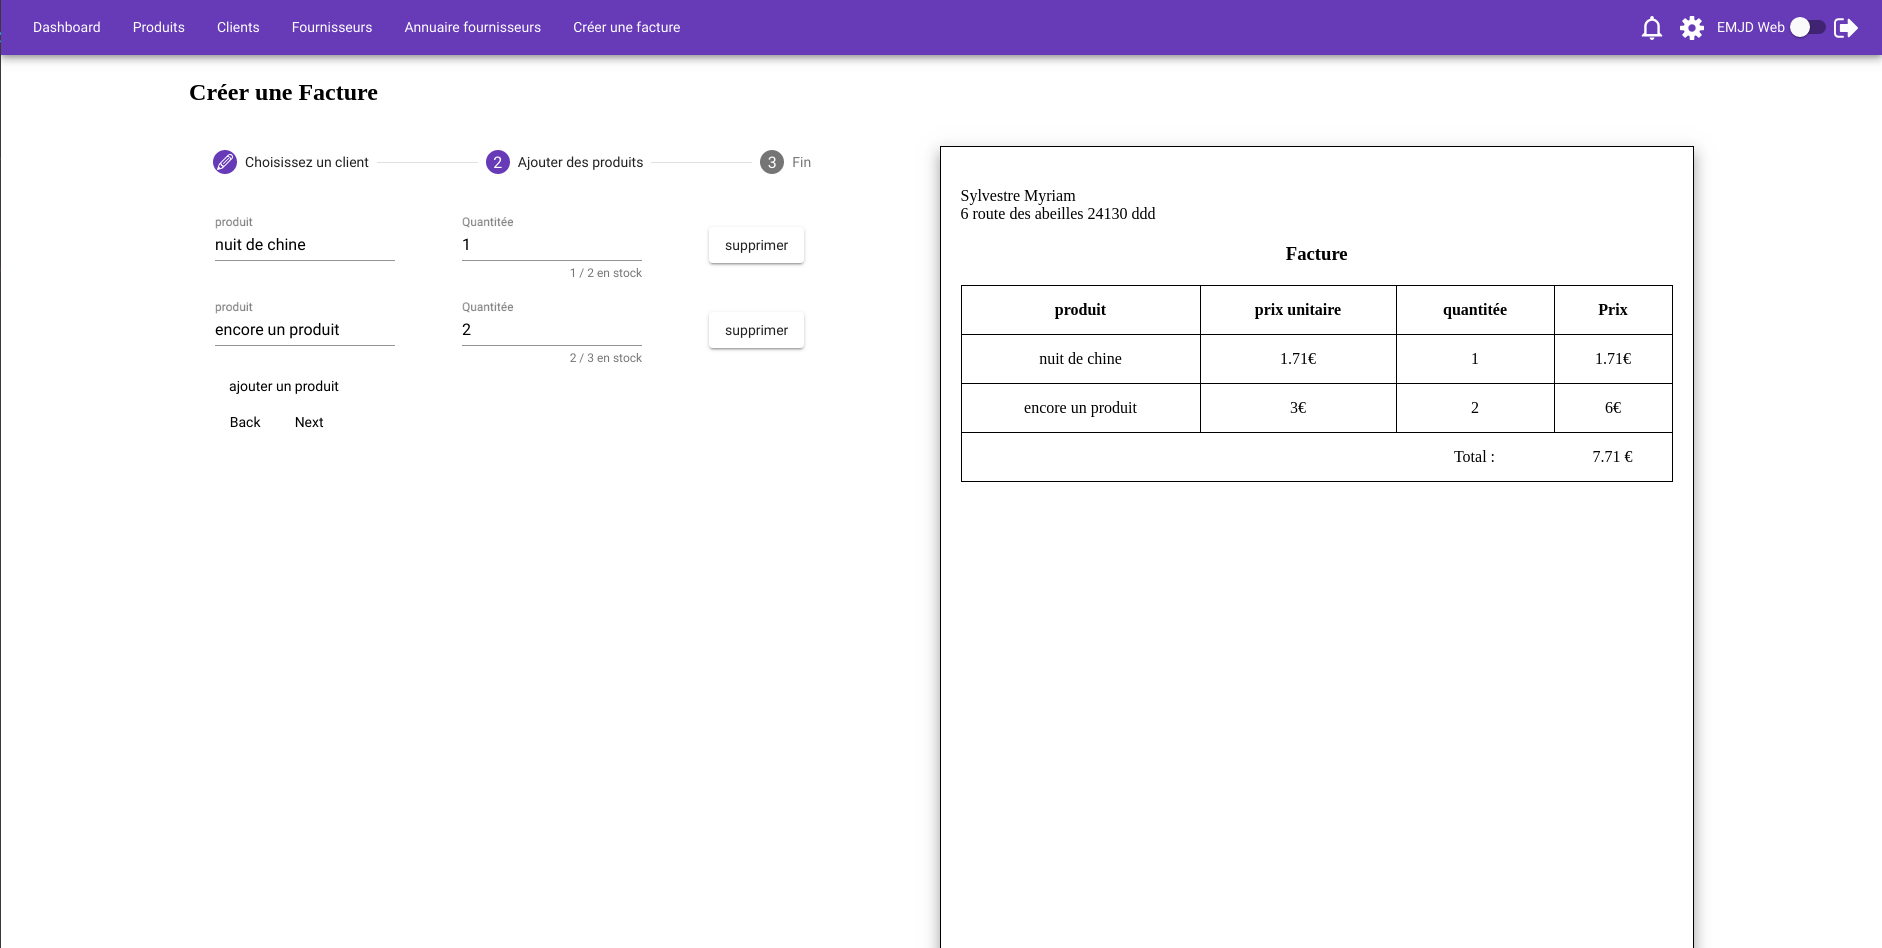 Dashboard Produits Clients Fournisseurs Annuaire fournisseurs Créer une facture EMJD Web
Créer une Facture
Choisissez un client 2 Ajouter des produits 3 Fin
produit Quantitée
nuit de chine 1 supprimer
1 / 2 en stock
produit Quantitée
encore un produit 2 supprimer
2 / 3 en stock
ajouter un produit
Back Next
Sylvestre Myriam
6 route des abeilles 24130 ddd
Facture
produit prix unitaire quantitée Prix
nuit de chine 1.71€ 1 1.71€
encore un produit 3€ 2 6€
Total : 7.71 €